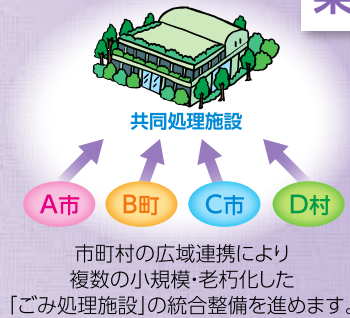 共同処理施設
A市 B町 C市 D村
市町村の広域連携により
複数の小規模・老朽化した
「ごみ処理施設」の統合整備を進めます。